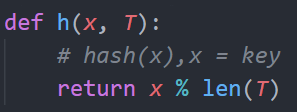 def h(x, T):
    # hash(x),x = key
    return x % len(T)